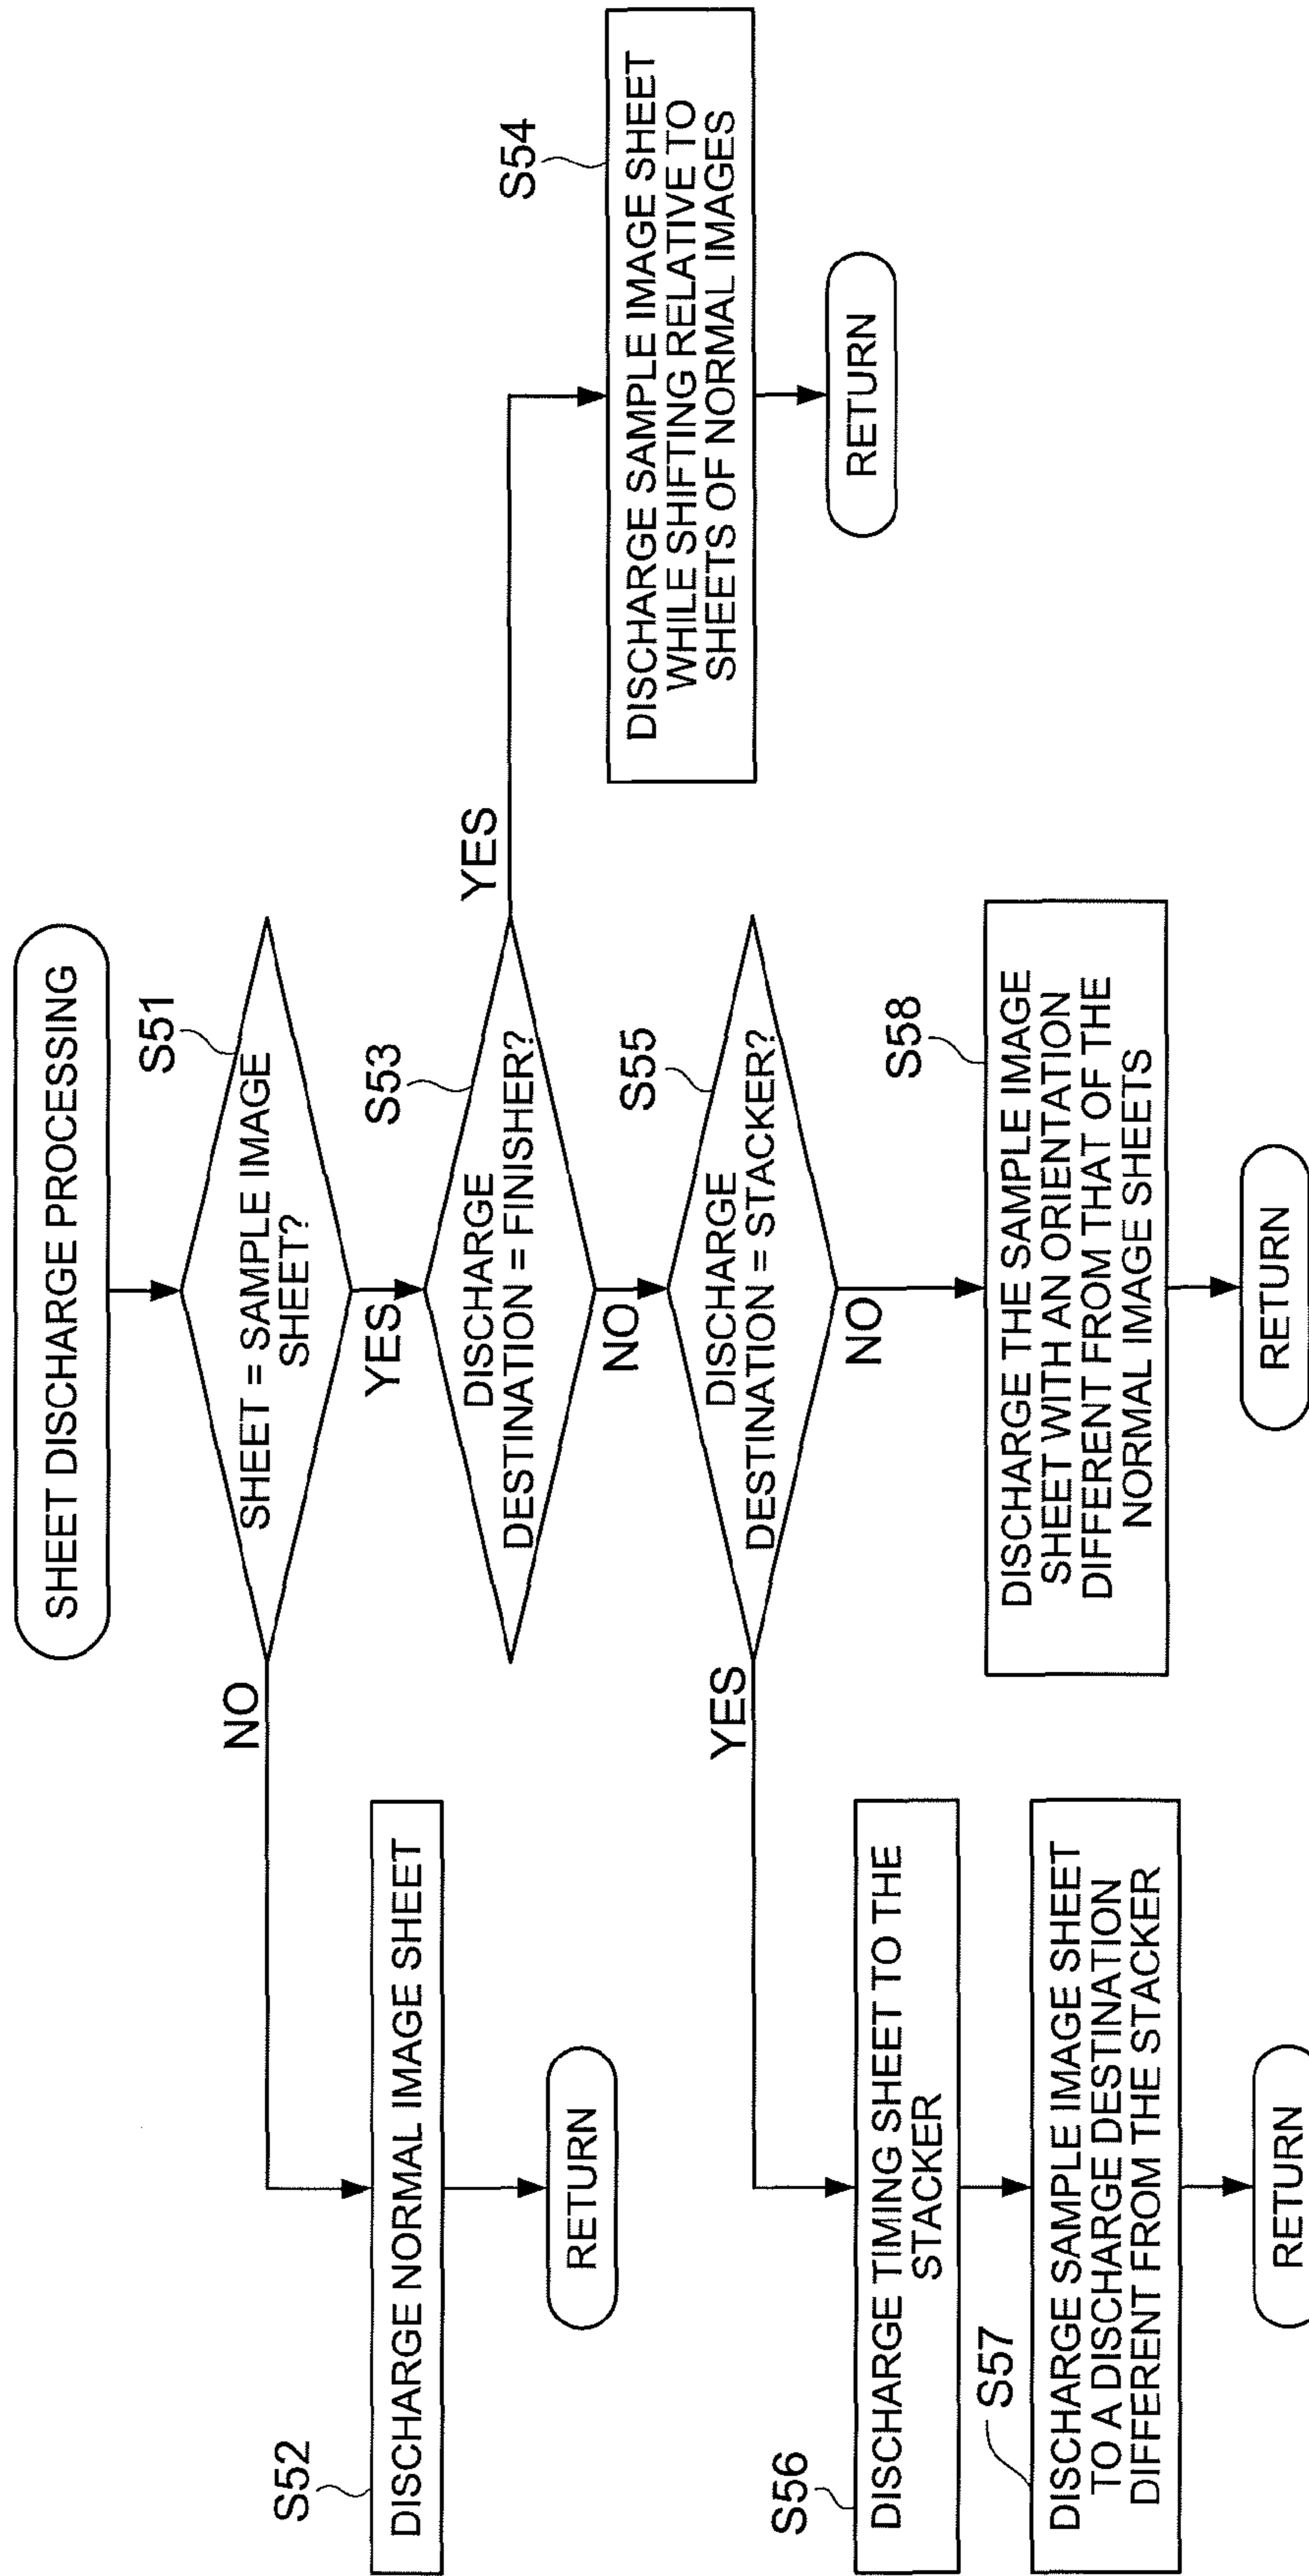 SHEET DISCHARGE PROCESSING
S51
SHEET = SAMPLE IMAGE
SHEET?
NO
YES
S52
DISCHARGE NORMAL IMAGE SHEET
RETURN
S53
DISCHARGE
DESTINATION = FINISHER?
YES
NO
S54
DISCHARGE SAMPLE IMAGE SHEET
WHILE SHIFTING RELATIVE TO
SHEETS OF NORMAL IMAGES
RETURN
S55
DISCHARGE
DESTINATION = STACKER?
YES
NO
S56
DISCHARGE TIMING SHEET TO THE
STACKER
S57
DISCHARGE SAMPLE IMAGE SHEET
TO A DISCHARGE DESTINATION
DIFFERENT FROM THE STACKER
RETURN
S58
DISCHARGE THE SAMPLE IMAGE
SHEET WITH AN ORIENTATION
DIFFERENT FROM THAT OF THE
NORMAL IMAGE SHEETS
RETURN